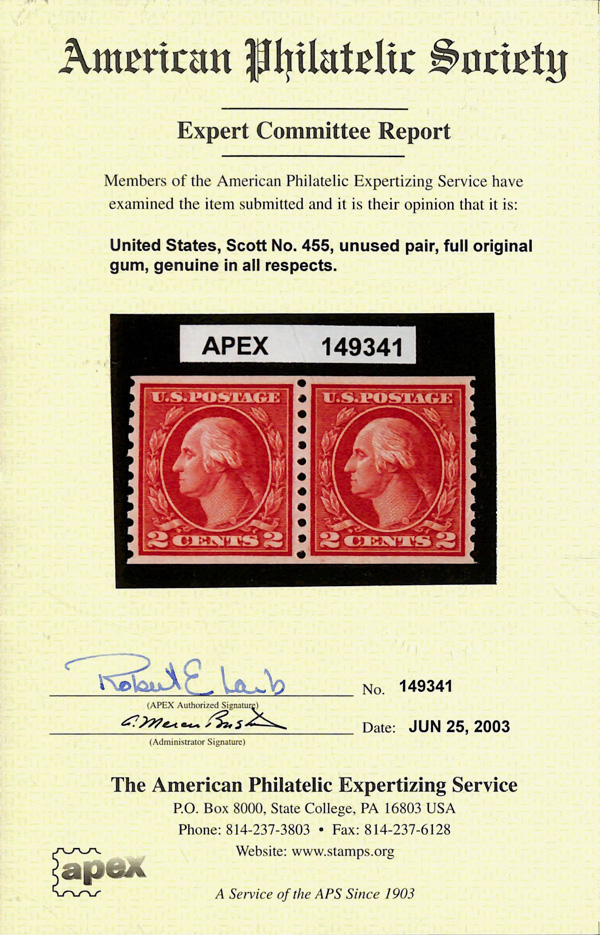 American Philatelic Society
Expert Committee Report
Members of the American Philatelic Expertizing Service have
examined the item submitted and it is their opinion that it is:
United States, Scott No. 455, unused pair, full original
gum, genuine in all respects.
APEX 149341
U.S. POSTAGE U.S. POSTAGE
2 CENTS 2 2 CENTS 2
Robert E
(APEX Authorized Signature)
No. 149341
(Administrator Signature)
Date: JUN 25, 2003
The American Philatelic Expertizing Service
P.O. Box 8000, State College, PA 16803 USA
Phone: 814-237-3803 • Fax: 814-237-6128
Website: www.stamps.org
apex
A Service of the APS Since 1903